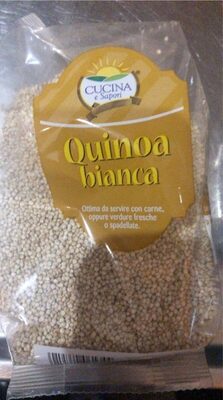 CUCINA
e Sapori
Quinoa
bianca
Ottima da servire con carne,
oppure verdure fresche
o spadellate.